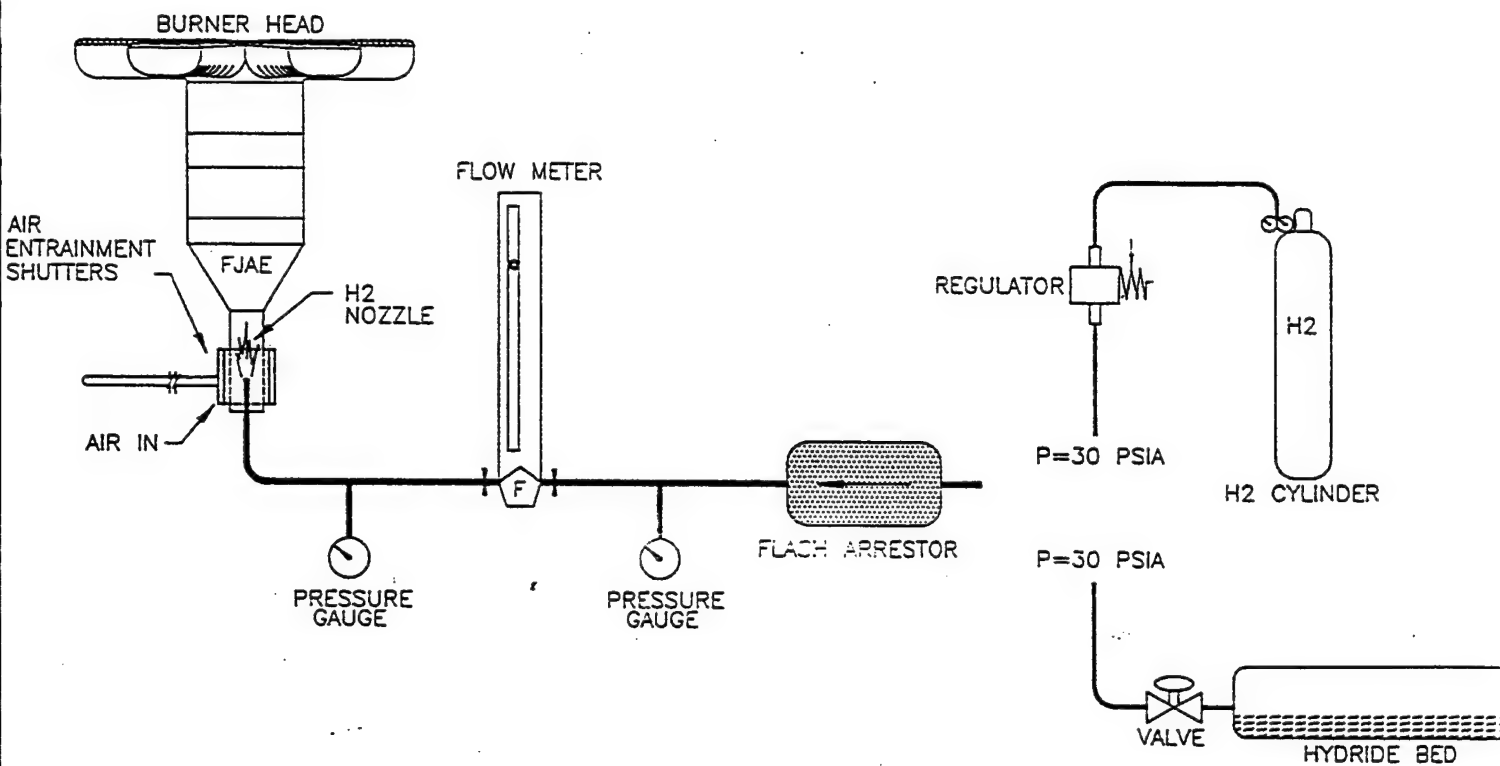 BURNER HEAD
FLOW METER
AIR
ENTRAINMENT
SHUTTERS
FJAE
H2
NOZZLE
AIR IN
F
PRESSURE
GAUGE
PRESSURE
GAUGE
FLACH ARRESTOR
REGULATOR
H2
P=30 PSIA
H2 CYLINDER
P=30 PSIA
VALVE
HYDRIDE BED